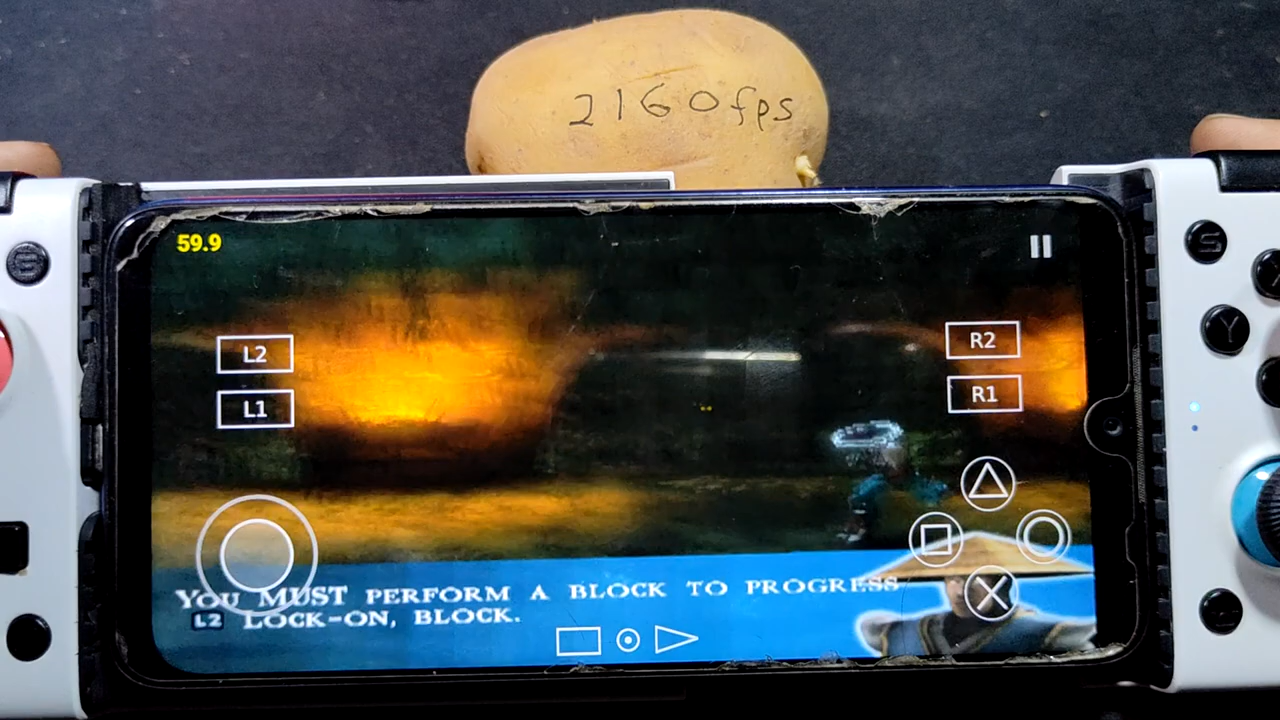 2160fps
59.9
L2
R2
L1
R1
YOU MUST PERFORM A BLOCK TO PROGRESS
L2 LOCK-ON, BLOCK.
S
S
Y